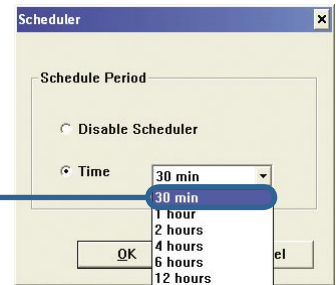 Scheduler
Schedule Period
Disable Scheduler
Time
30 min
30 min
1 hour
2 hours
4 hours
6 hours
12 hours
OK
el